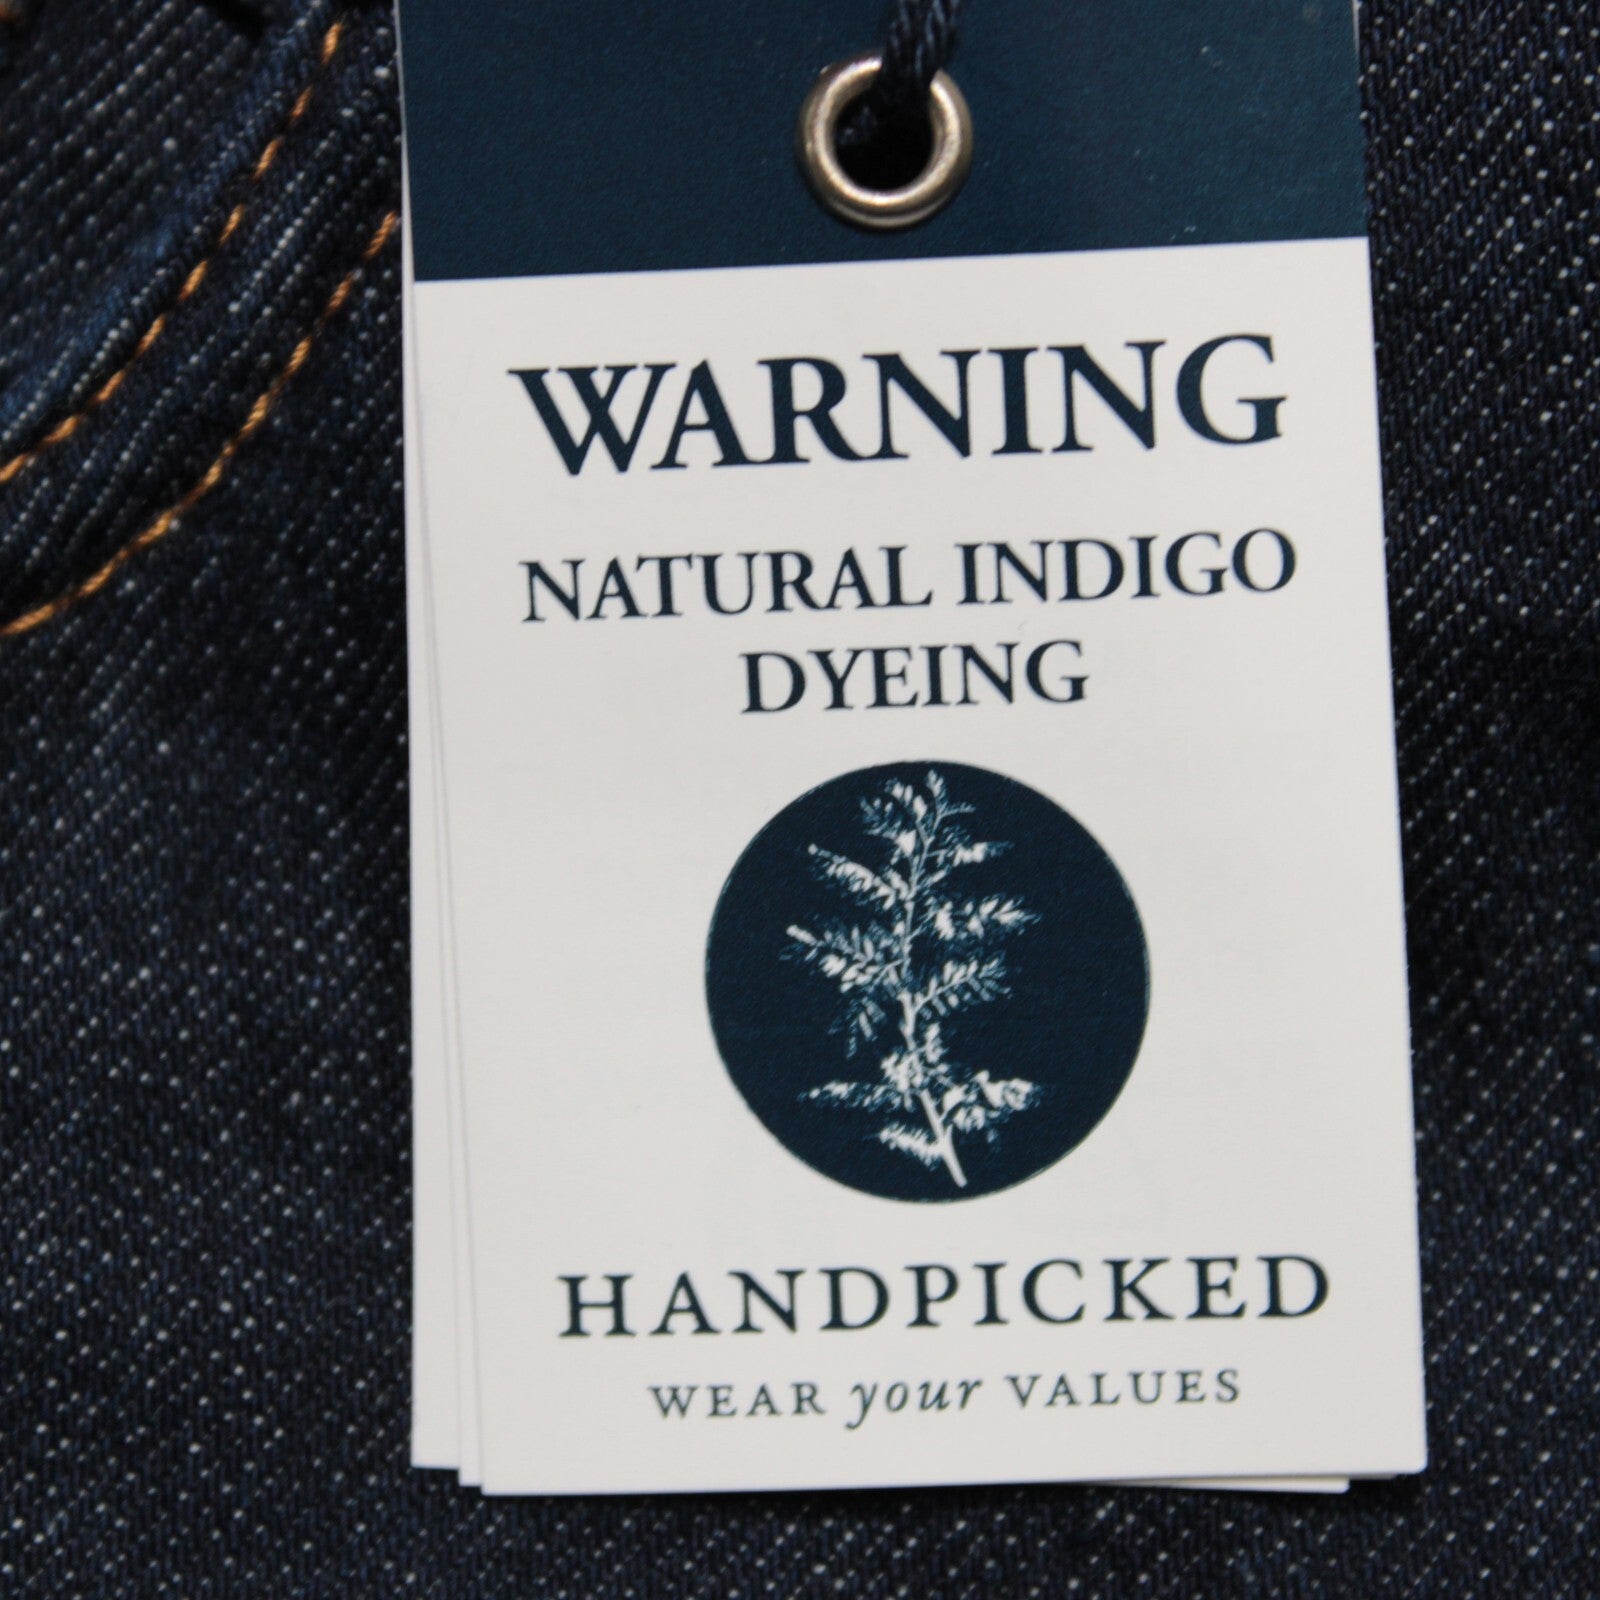 WARNING
NATURAL INDIGO
DYEING
HANDPICKED
WEAR your VALUES